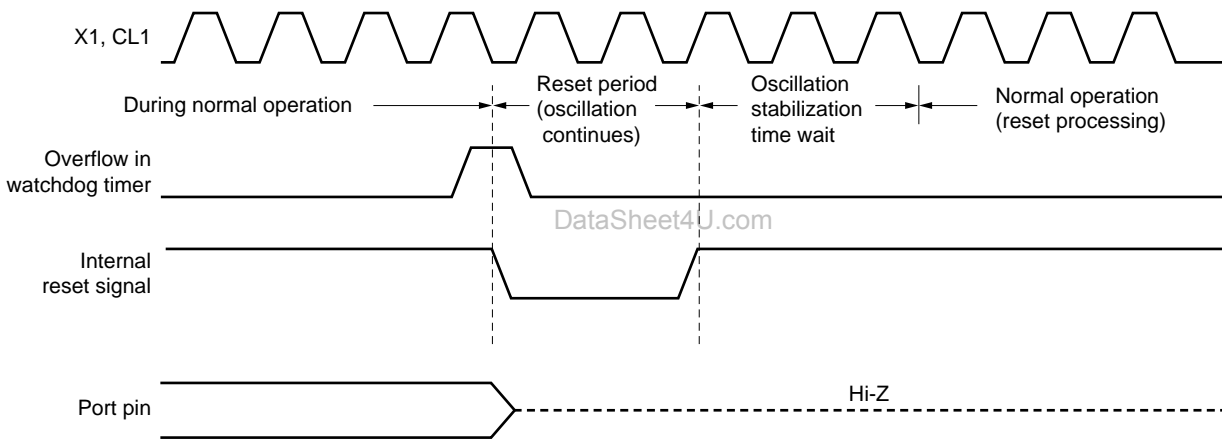 X1, CL1
During normal operation
Reset period
(oscillation
continues)
Oscillation
stabilization
time wait
Normal operation
(reset processing)
Overflow in
watchdog timer
DataSheet4U.com
Internal
reset signal
Port pin
Hi-Z